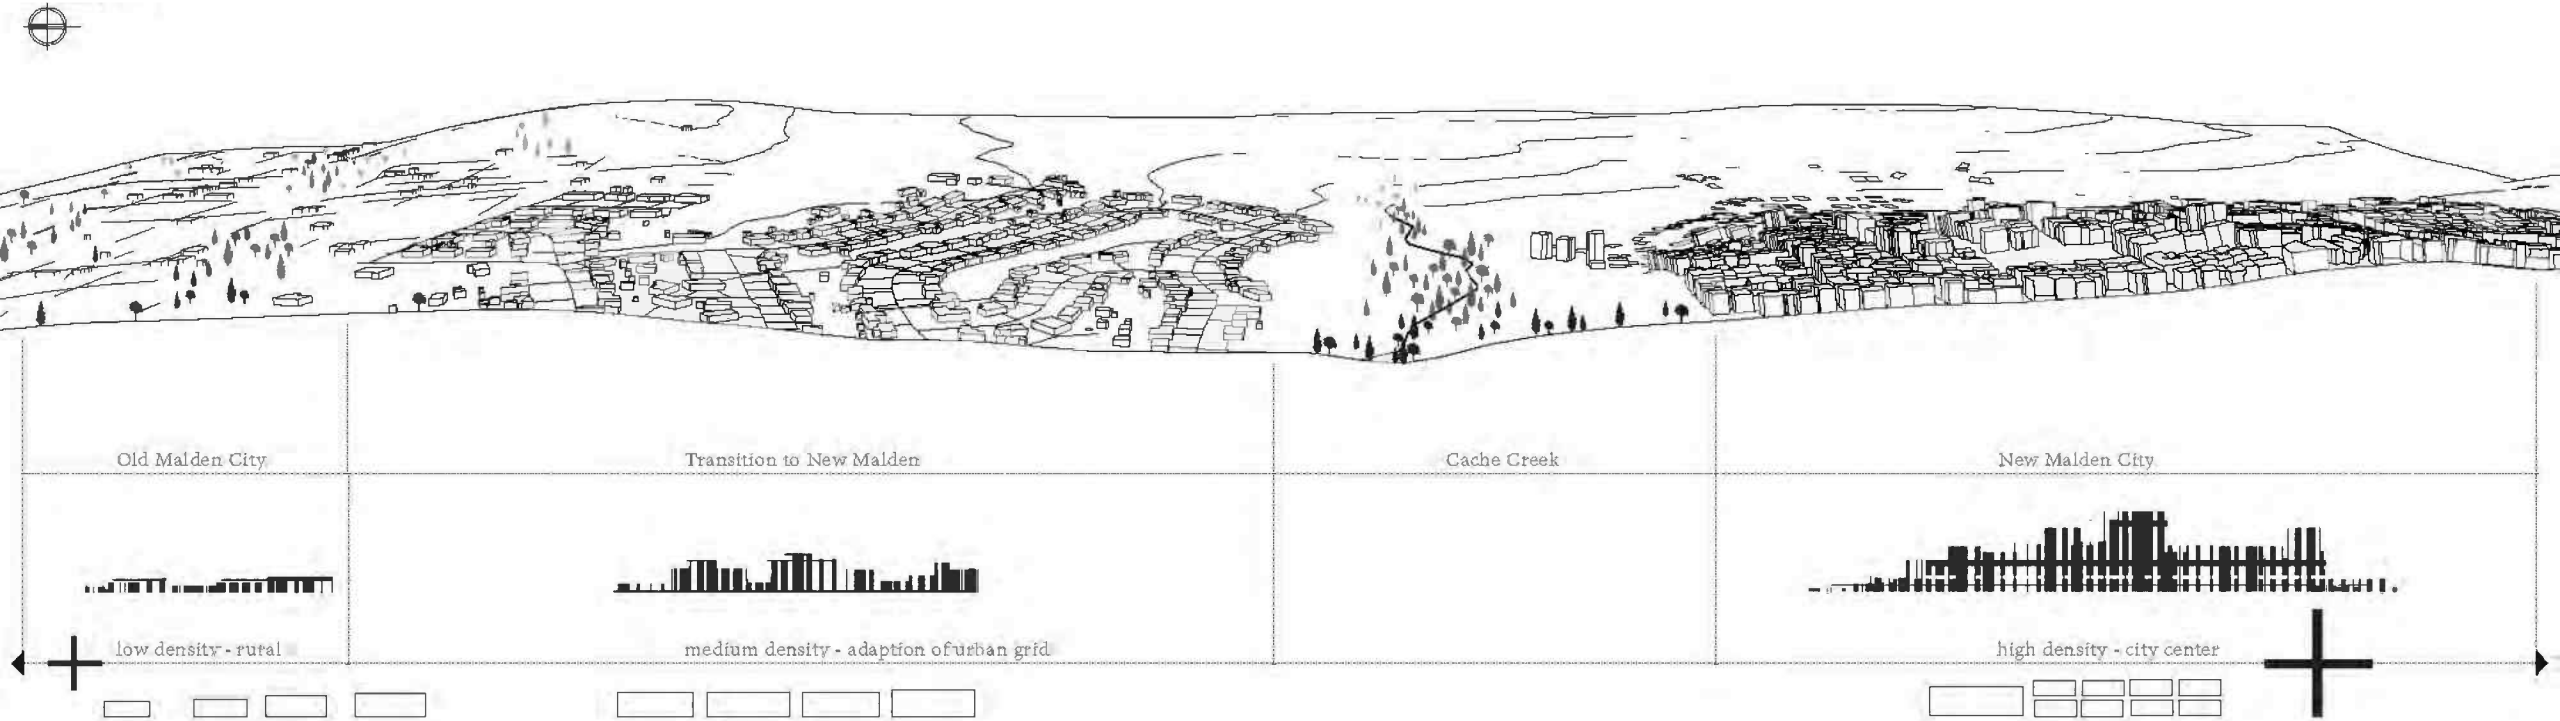 Old Malden City
Transition to New Malden
Cache Creek
New Malden City
low density - rural
medium density - adaption of urban grid
high density - city center